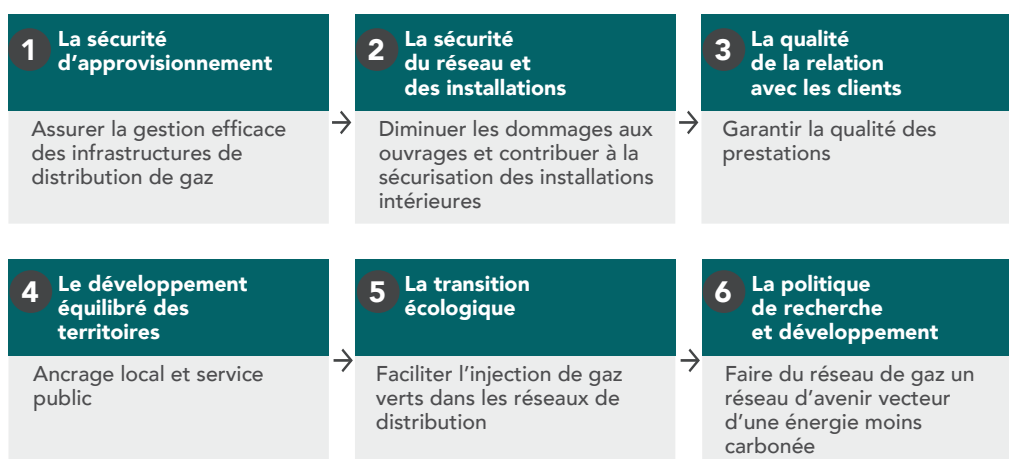 1
La sécurité
d’approvisionnement
Assurer la gestion efficace
des infrastructures de
distribution de gaz
2
La sécurité
du réseau et
des installations
Diminuer les dommages aux
ouvrages et contribuer à la
sécurisation des installations
intérieures
3
La qualité
de la relation
avec les clients
Garantir la qualité des
prestations
4
Le développement
équilibré des
territoires
Ancrage local et service
public
5
La transition
écologique
Faciliter l’injection de gaz
verts dans les réseaux de
distribution
6
La politique
de recherche
et développement
Faire du réseau de gaz un
réseau d’avenir vecteur
d’une énergie moins
carbonée